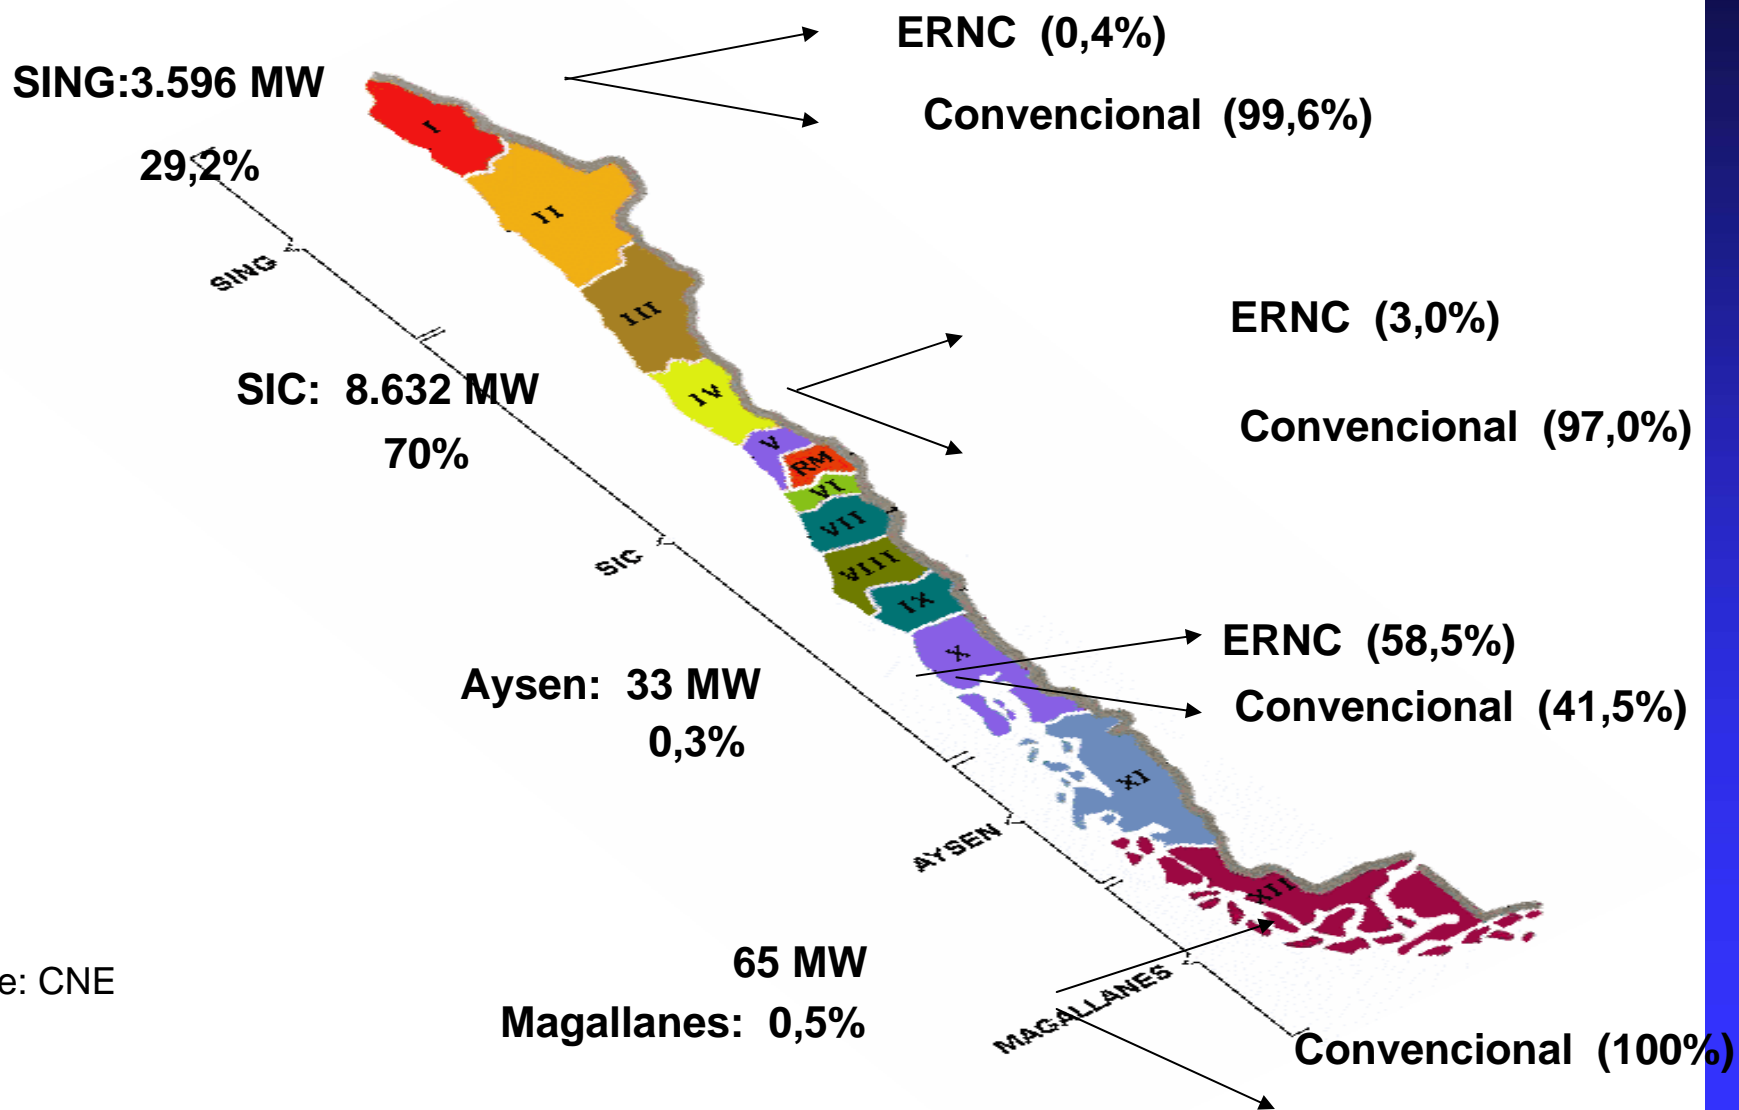 ERNC (0,4%)
SING:3.596 MW
Convencional (99,6%)
I
29,2%
II
SING
III
ERNC (3,0%)
SIC: 8.632 MW
IV
Convencional (97,0%)
70%
V
RM
VI
VII
SIC
VIII
IX
ERNC (58,5%)
X
Aysen: 33 MW
Convencional (41,5%)
0,3%
XI
AYSEN
XII
65 MW
e: CNE
MAGALLANES
Magallanes: 0,5%
Convencional (100%)